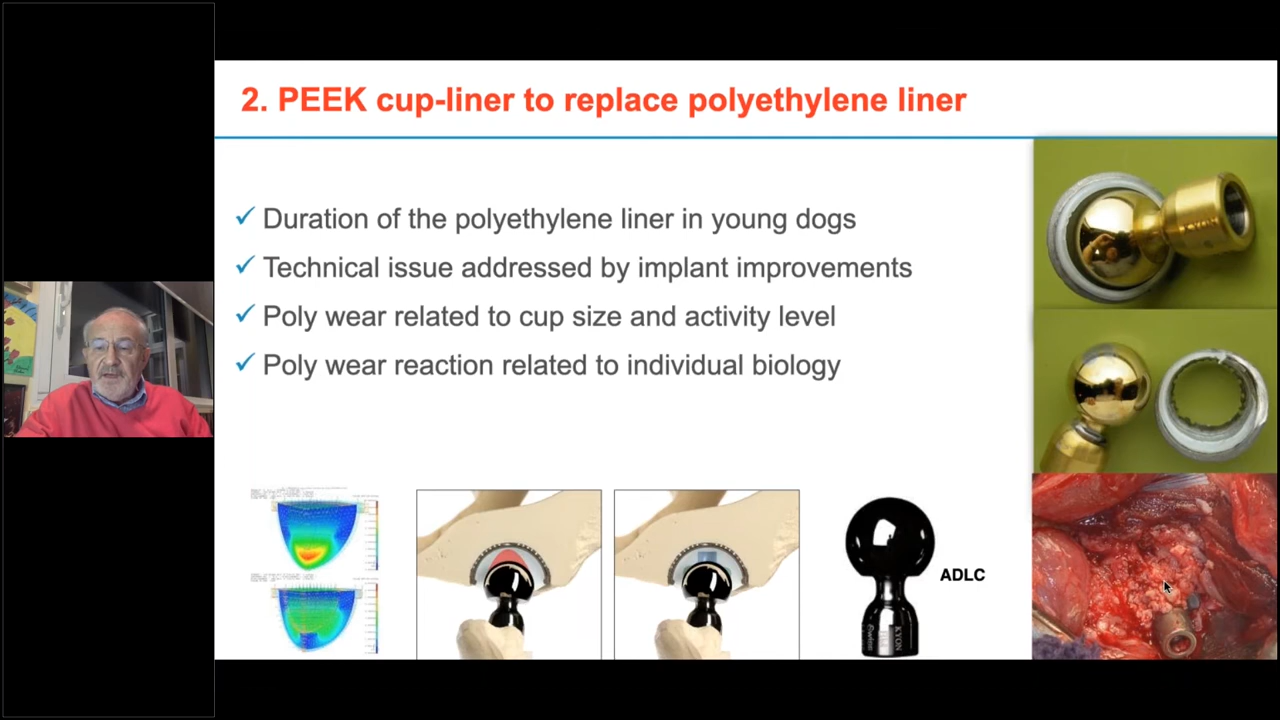 2. PEEK cup-liner to replace polyethylene liner
✓ Duration of the polyethylene liner in young dogs
✓ Technical issue addressed by implant improvements
✓ Poly wear related to cup size and activity level
✓ Poly wear reaction related to individual biology
ADLC
KYON